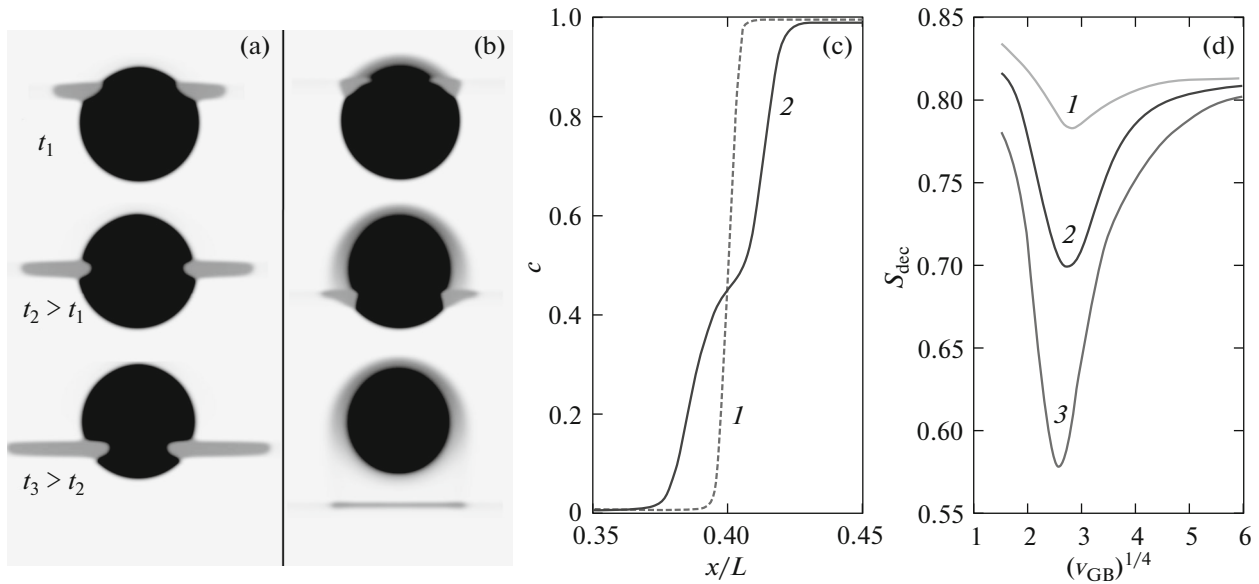 (a)
t₁
t₂ > t₁
t₃ > t₂
(b)
(c)
c
1.0
0.8
0.6
0.4
0.2
0
0.35
0.40
0.45
x/L
1
2
(d)
S_dec
0.85
0.80
0.75
0.70
0.65
0.60
0.55
1
2
3
4
5
6
(v_GB)^1/4
1
2
3